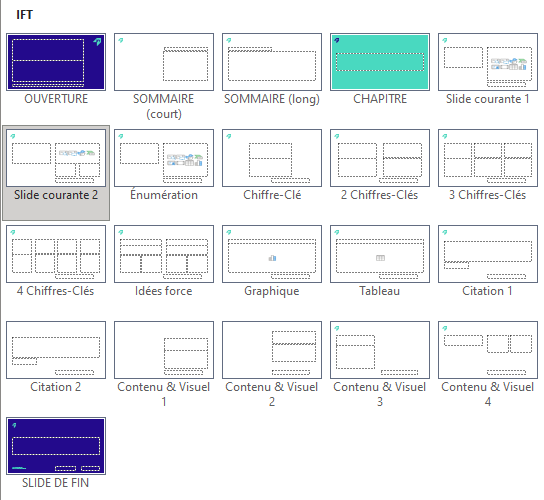 IFT
OUVERTURE
SOMMAIRE
(court)
SOMMAIRE (long)
CHAPITRE
Slide courante 1
Slide courante 2
Énumération
Chiffre-Clé
2 Chiffres-Clés
3 Chiffres-Clés
4 Chiffres-Clés
Idées force
Graphique
Tableau
Citation 1
Citation 2
Contenu & Visuel
1
Contenu & Visuel
2
Contenu & Visuel
3
Contenu & Visuel
4
SLIDE DE FIN